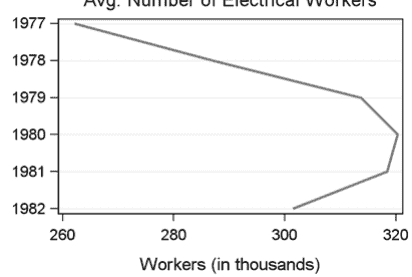 Avg. Number of Electrical Workers
1977
1978
1979
1980
1981
1982
260 280 300 320
Workers (in thousands)